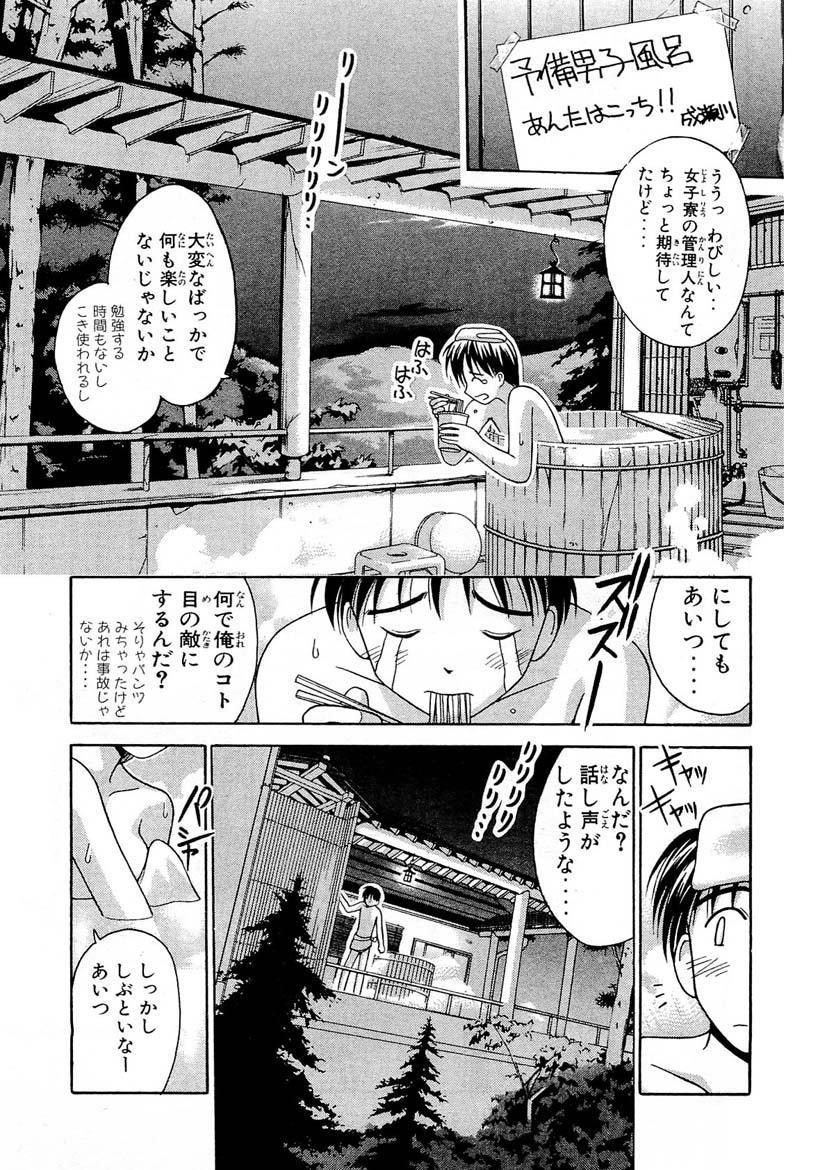 予備男子風呂
あんたはこっち!!
成瀬川
ううっ わびしい‥
女子寮の管理人なんて
ちょっと期待して
たけど‥‥
リーン
リリリリリ‥
大変なばっかで
何も楽しいこと
ないじゃないか
勉強する
時間もないし
こき使われるし
はふ
はふ
にしても
あいつ‥‥
ズズー
何で俺のコト
目の敵に
するんだ?
そりゃパンツ
みちゃったけど
あれは事故じゃ
ないか‥‥
キャッ
キャッ
なんだ?
話し声が
したような‥‥
リリリリ
リリリ‥
パシャ
しっかし
しぶといなー
あいつ